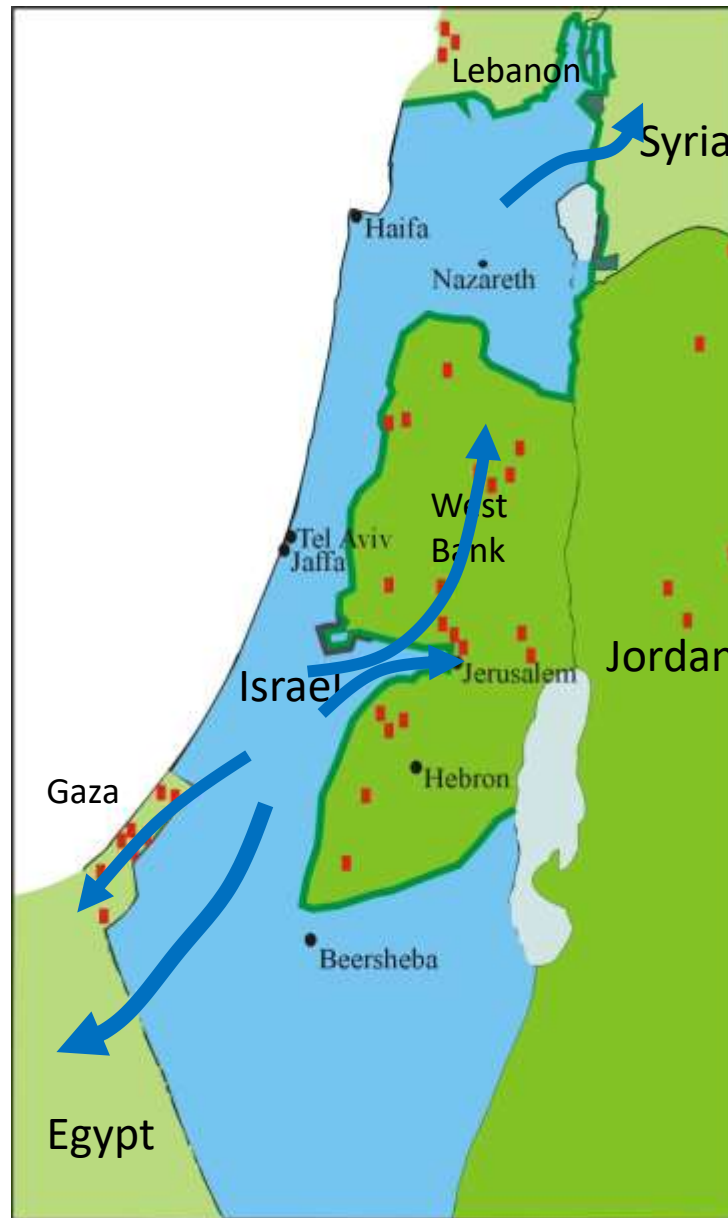 Lebanon
Syria
Haifa
Nazareth
West
Bank
Tel Aviv
Jaffa
Israel
Jerusalem
Jordan
Gaza
Hebron
Beersheba
Egypt